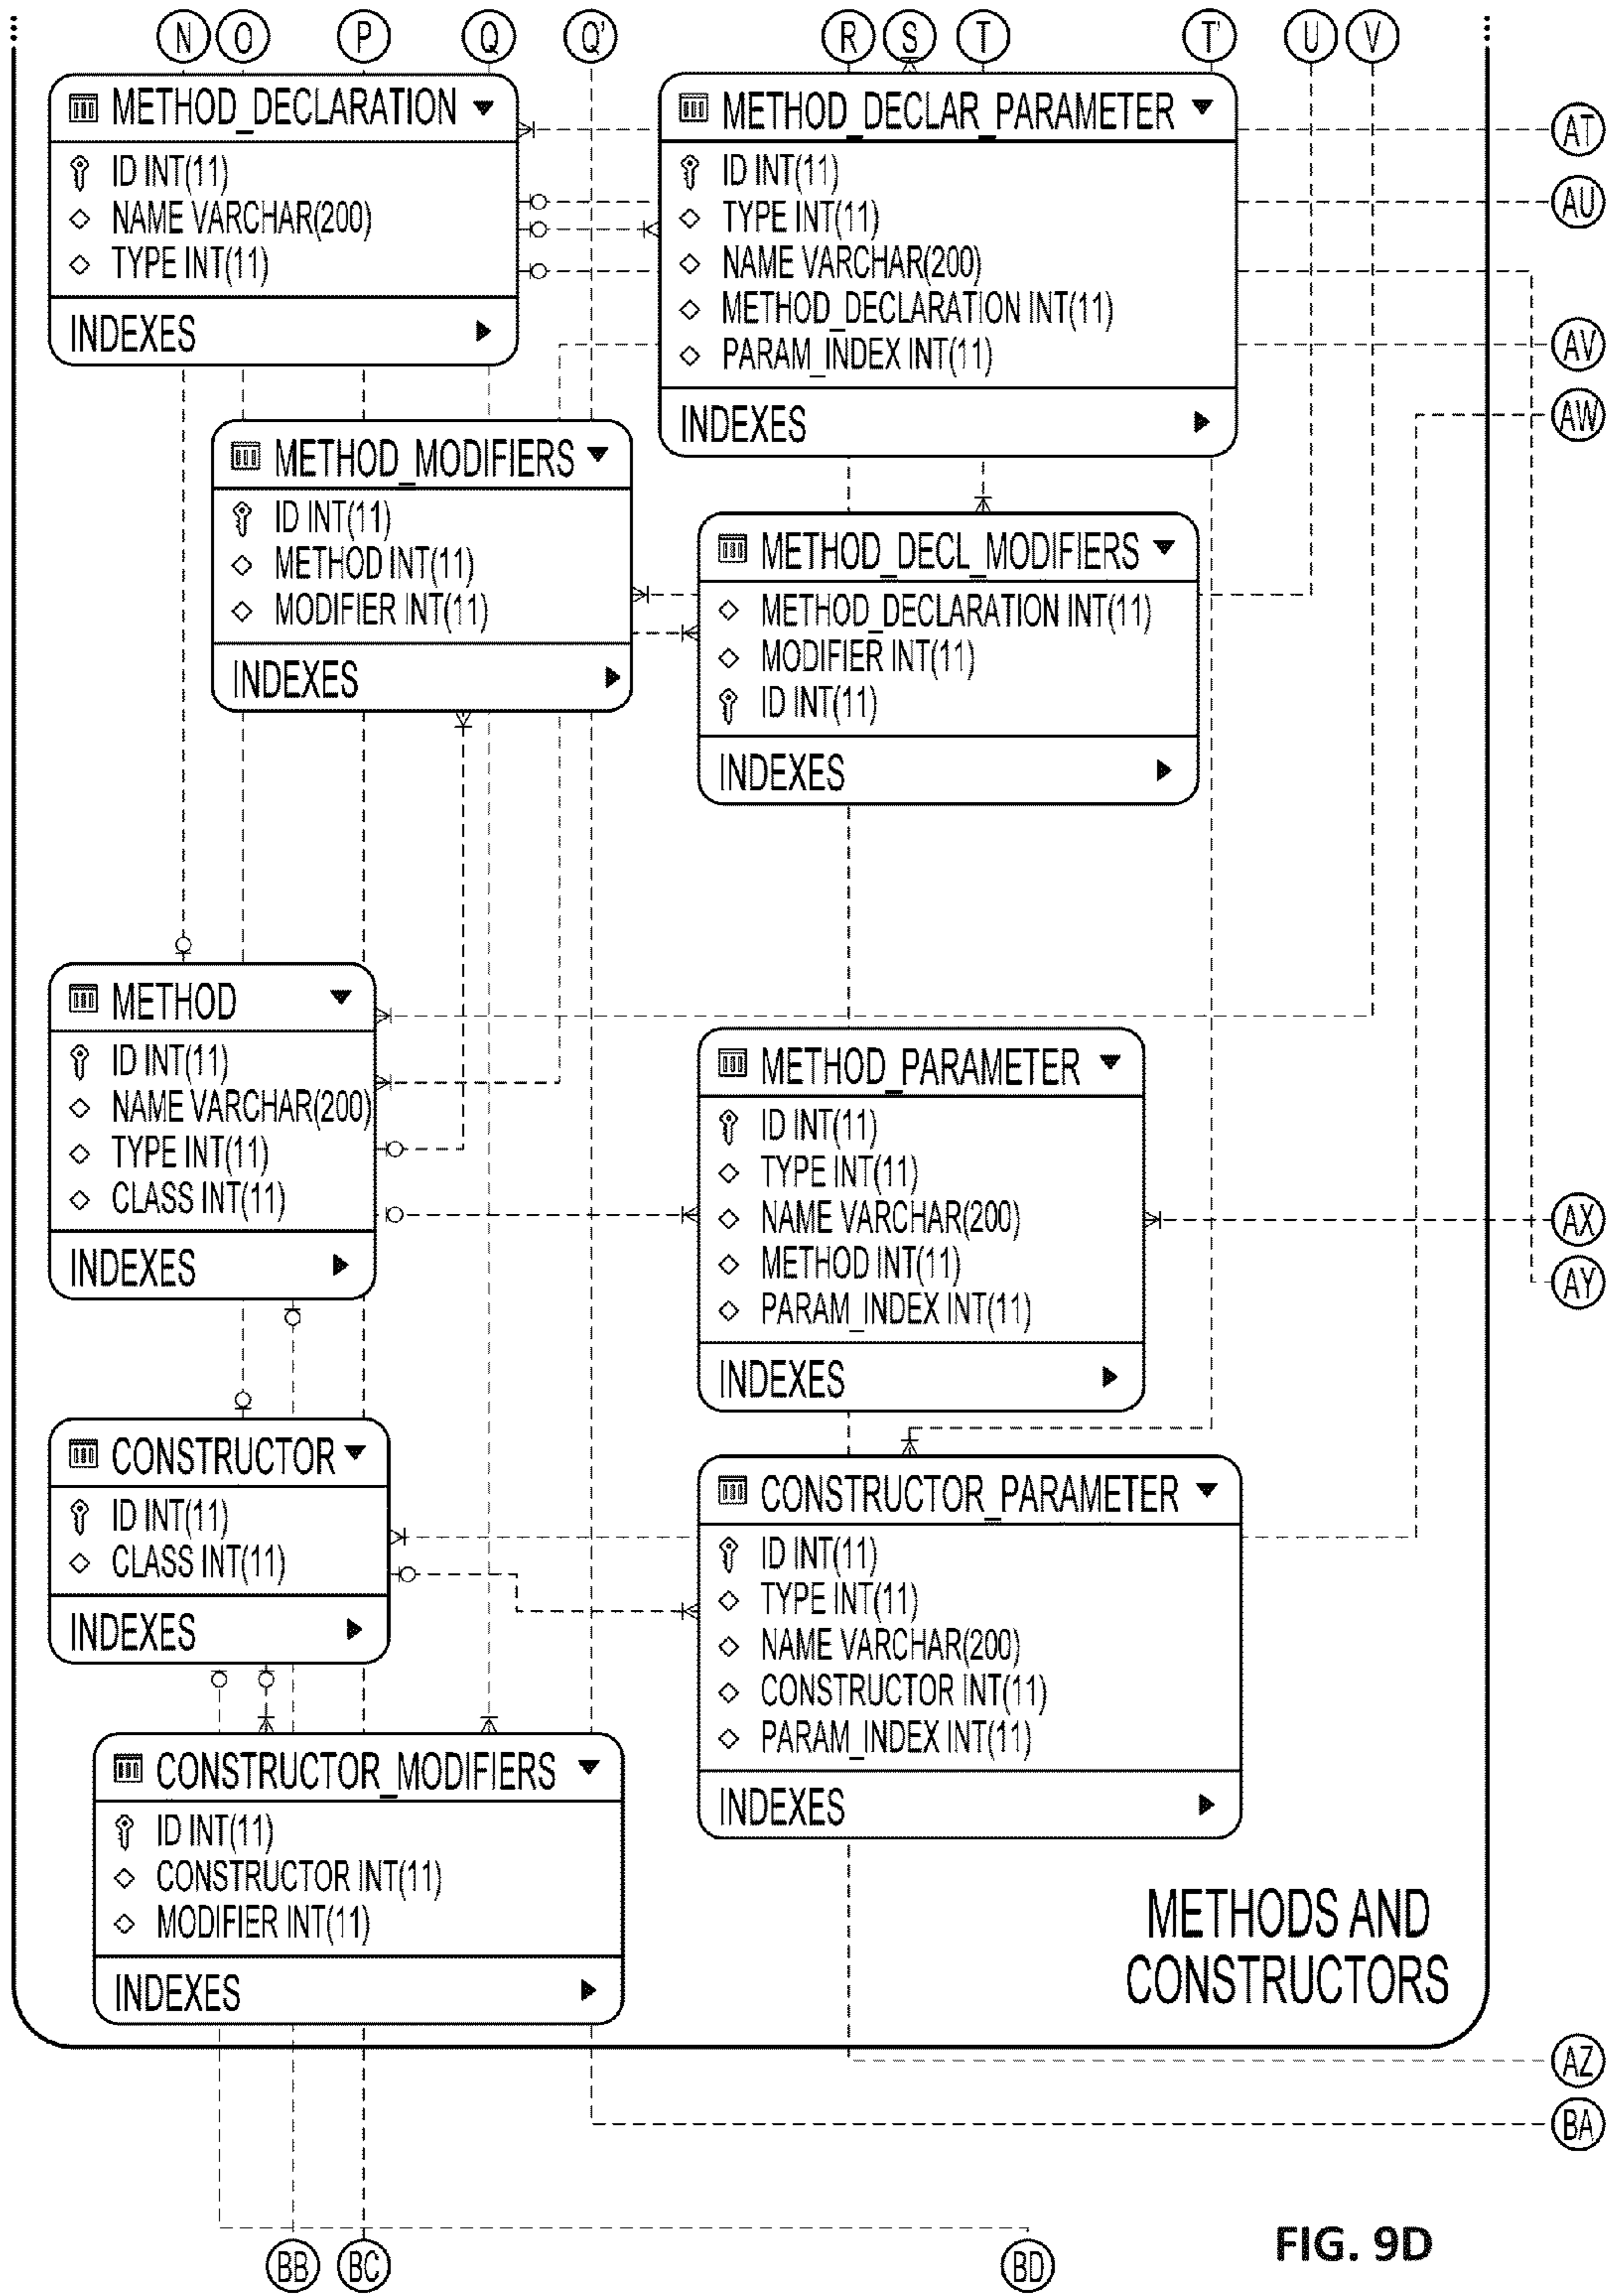 N O P Q Q' R S T T' U V
METHOD_DECLARATION
ID INT(11)
NAME VARCHAR(200)
TYPE INT(11)
INDEXES
METHOD_DECLAR_PARAMETER
ID INT(11)
TYPE INT(11)
NAME VARCHAR(200)
METHOD_DECLARATION INT(11)
PARAM_INDEX INT(11)
INDEXES
AT
AU
AV
AW
METHOD_MODIFIERS
ID INT(11)
METHOD INT(11)
MODIFIER INT(11)
INDEXES
METHOD_DECL_MODIFIERS
METHOD_DECLARATION INT(11)
MODIFIER INT(11)
ID INT(11)
INDEXES
METHOD
ID INT(11)
NAME VARCHAR(200)
TYPE INT(11)
CLASS INT(11)
INDEXES
METHOD_PARAMETER
ID INT(11)
TYPE INT(11)
NAME VARCHAR(200)
METHOD INT(11)
PARAM_INDEX INT(11)
INDEXES
AX
AY
CONSTRUCTOR
ID INT(11)
CLASS INT(11)
INDEXES
CONSTRUCTOR_PARAMETER
ID INT(11)
TYPE INT(11)
NAME VARCHAR(200)
CONSTRUCTOR INT(11)
PARAM_INDEX INT(11)
INDEXES
CONSTRUCTOR_MODIFIERS
ID INT(11)
CONSTRUCTOR INT(11)
MODIFIER INT(11)
INDEXES
METHODS AND
CONSTRUCTORS
AZ
BA
BB BC BD
FIG. 9D